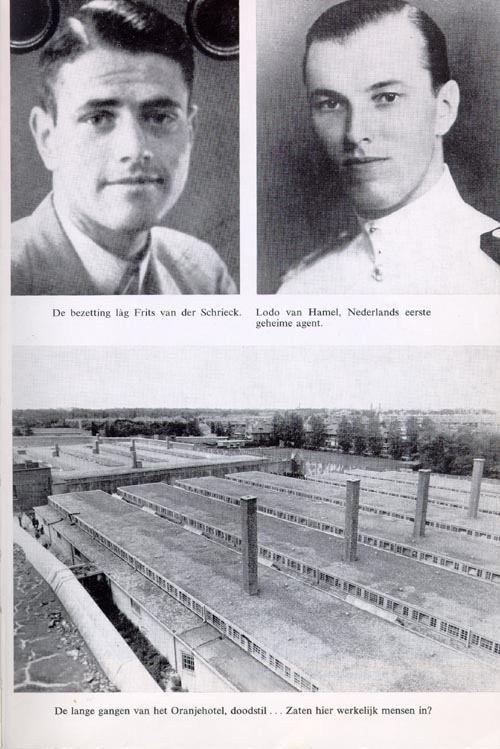 De bezetting làg Frits van der Schrieck.
Lodo van Hamel, Nederlands eerste
geheime agent.
De lange gangen van het Oranjehotel, doodstil . . . Zaten hier werkelijk mensen in?